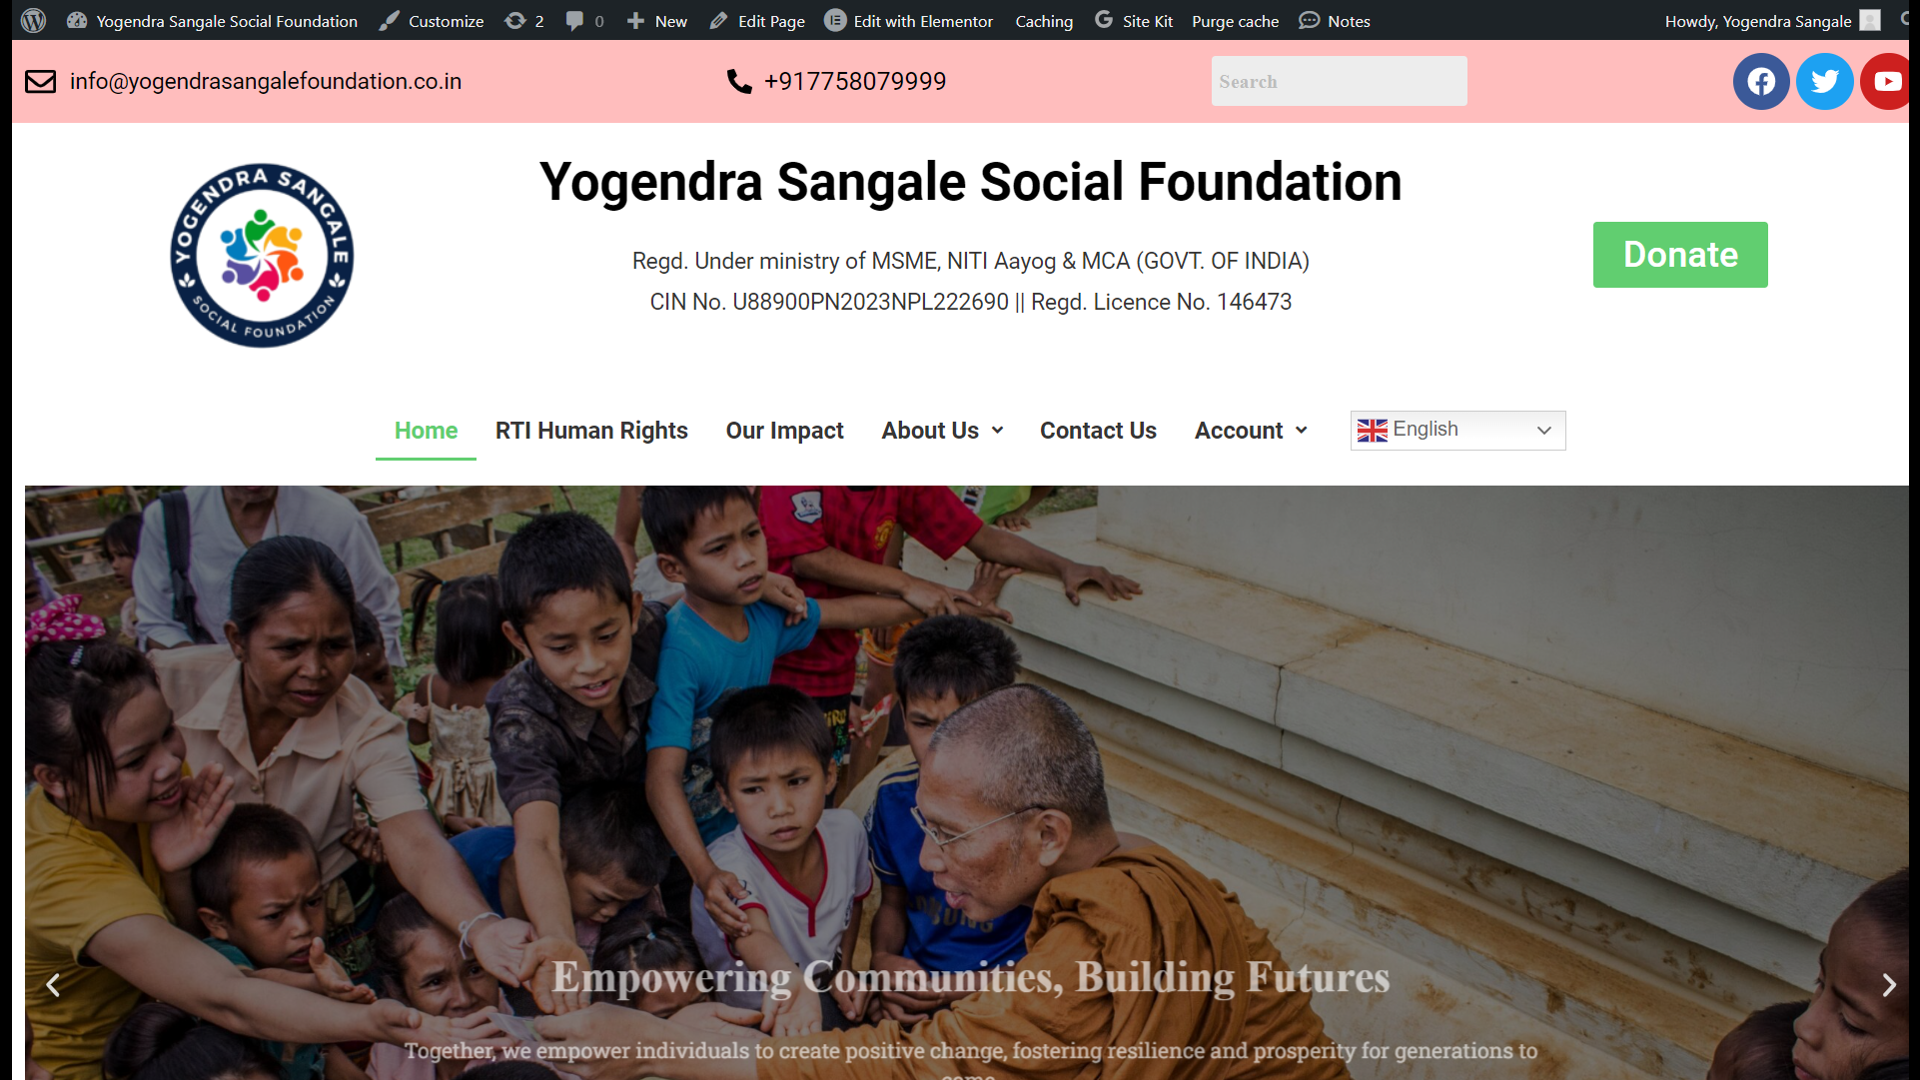 Yogendra Sangale Social Foundation Customize 2 0 New Edit Page Edit with Elementor Caching Site Kit Purge cache Notes Howdy, Yogendra Sangale
info@yogendrasangalefoundation.co.in +917758079999 Search
YOGENDRA SANGALE
SOCIAL FOUNDATION
Yogendra Sangale Social Foundation
Regd. Under ministry of MSME, NITI Aayog & MCA (GOVT. OF INDIA)
CIN No. U88900PN2023NPL222690 || Regd. Licence No. 146473
Donate
Home RTI Human Rights Our Impact About Us Contact Us Account English
Empowering Communities, Building Futures
Together, we empower individuals to create positive change, fostering resilience and prosperity for generations to
come